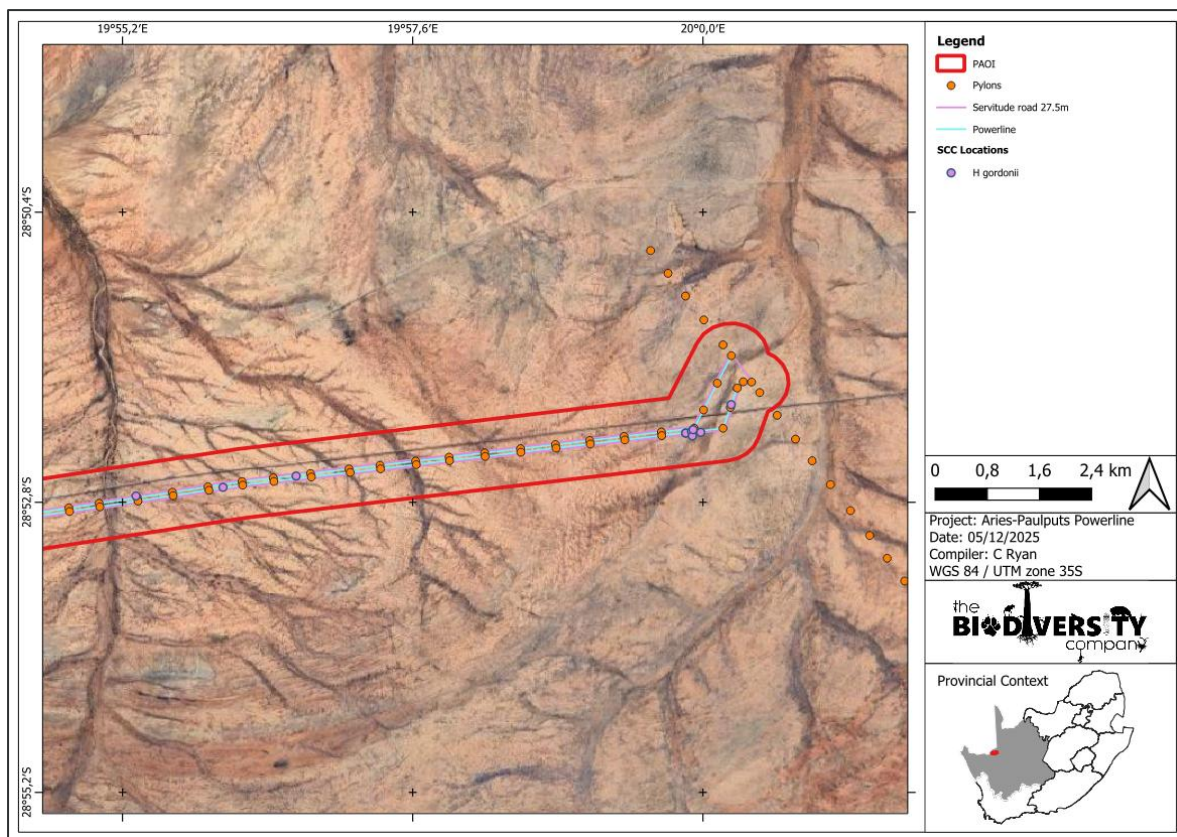 19°55,2'E 19°57,6'E 20°0,0'E
28°50,4'S
28°52,8'S
28°55,2'S
Legend
PAOI
Pylons
Servitude road 27.5m
Powerline
SCC Locations
H gordonii
0 0,8 1,6 2,4 km
Project: Aries-Paulputs Powerline
Date: 05/12/2025
Compiler: C Ryan
WGS 84 / UTM zone 35S
the
BIODIVERSITY
company
Provincial Context